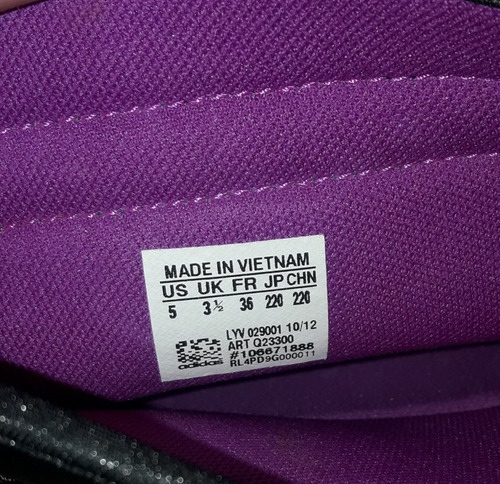 MADE IN VIETNAM
US UK FR JP CHN
5 3½ 36 220 220
LYV 029001 10/12
ART Q23300
#106671888
adidas RL4PD9G000011